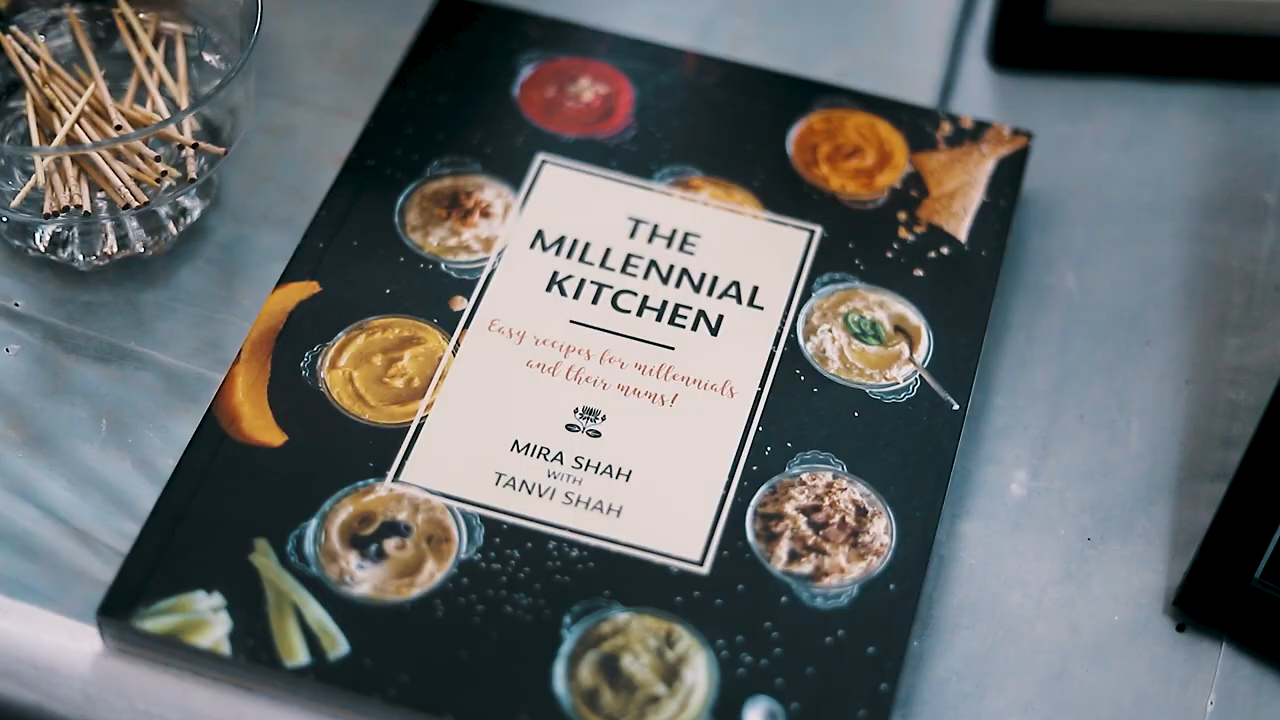 THE
MILLENNIAL
KITCHEN
Easy recipes for millennials
and their mums!
MIRA SHAH
WITH
TANVI SHAH